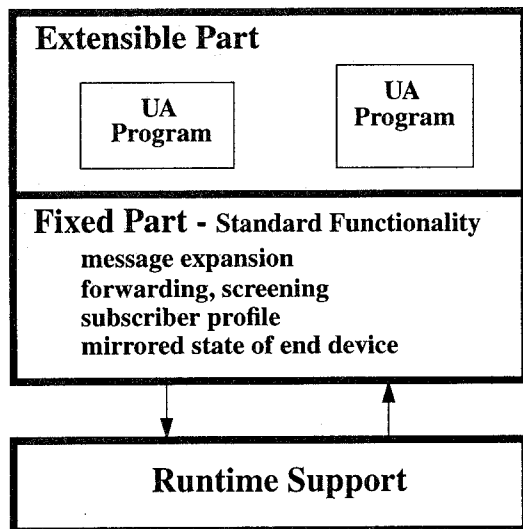 Extensible Part
UA
Program
UA
Program
Fixed Part - Standard Functionality
message expansion
forwarding, screening
subscriber profile
mirrored state of end device
Runtime Support